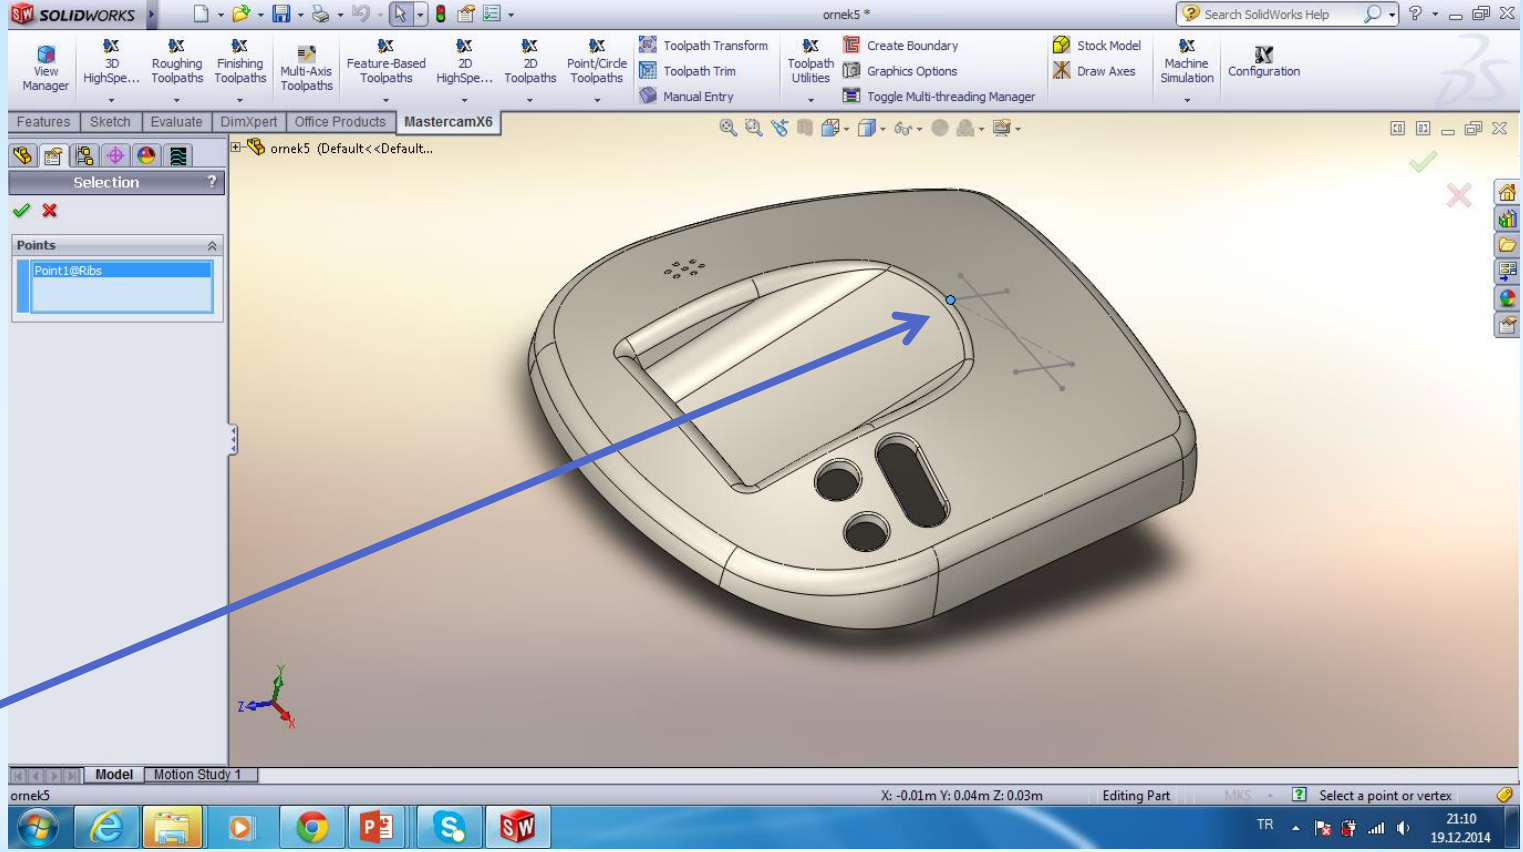 SOLIDWORKS
ornek5 *
Search SolidWorks Help
View Manager
3D HighSpe...
Roughing Toolpaths
Finishing Toolpaths
Multi-Axis Toolpaths
Feature-Based Toolpaths
2D HighSpe...
2D Toolpaths
Point/Circle Toolpaths
Toolpath Transform
Toolpath Trim
Manual Entry
Toolpath Utilities
Create Boundary
Graphics Options
Toggle Multi-threading Manager
Stock Model
Draw Axes
Machine Simulation
Configuration
Features
Sketch
Evaluate
DimXpert
Office Products
MastercamX6
ornek5 (Default<<Default...
Selection
?
Points
Point1@Ribs
Y
Z
X
Model
Motion Study 1
ornek5
X: -0.01m Y: 0.04m Z: 0.03m
Editing Part
MKS
Select a point or vertex
TR
21:10
19.12.2014